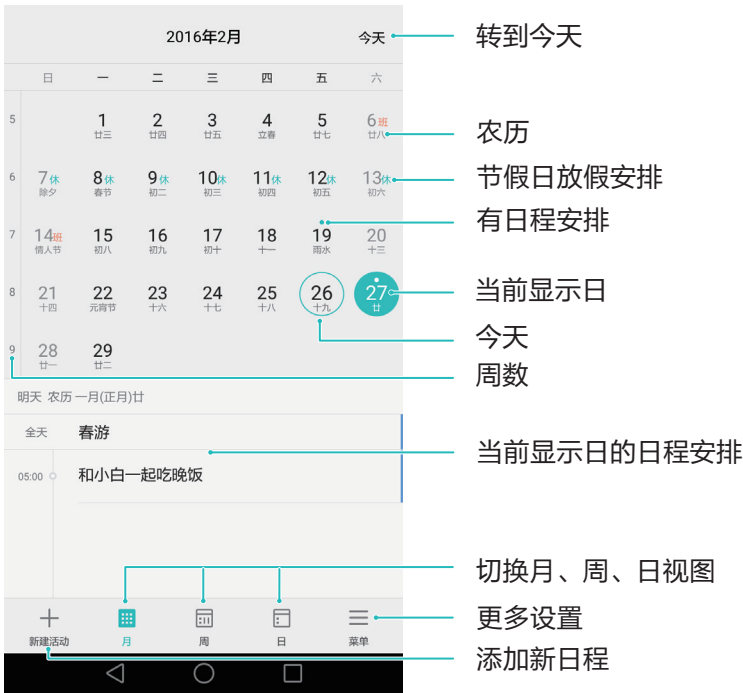 2016年2月 今天 转到今天
日 一 二 三 四 五 六
5 1 2 3 4 5 6 班
廿三 廿四 廿五 立春 廿七 廿八 农历
6 7 休 8 休 9 休 10 休 11 休 12 休 13 休 节假日放假安排
除夕 春节 初二 初三 初四 初五 初六
有日程安排
7 14 班 15 16 17 18 19 20
情人节 初八 初九 初十 十一 雨水 十三
8 21 22 23 24 25 26 27 当前显示日
十四 元宵节 十六 十七 十八 十九 廿
今天
9 28 29 周数
廿一 廿二
明天 农历 一月(正月)廿
全天 春游
当前显示日的日程安排
05:00 和小白一起吃晚饭
切换月、周、日视图
更多设置
新建活动 月 周 日 菜单
添加新日程